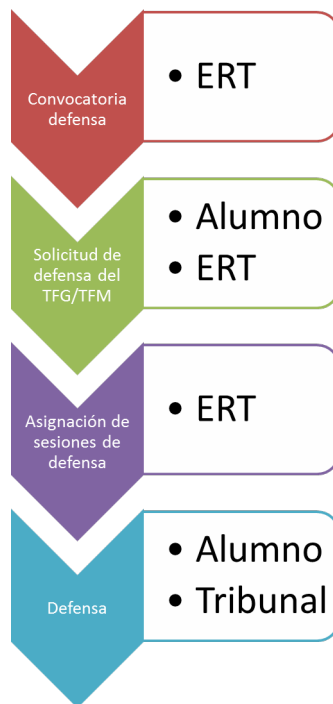 Convocatoria
defensa
• ERT
Solicitud de
defensa del
TFG/TFM
• Alumno
• ERT
Asignación de
sesiones de
defensa
• ERT
Defensa
• Alumno
• Tribunal